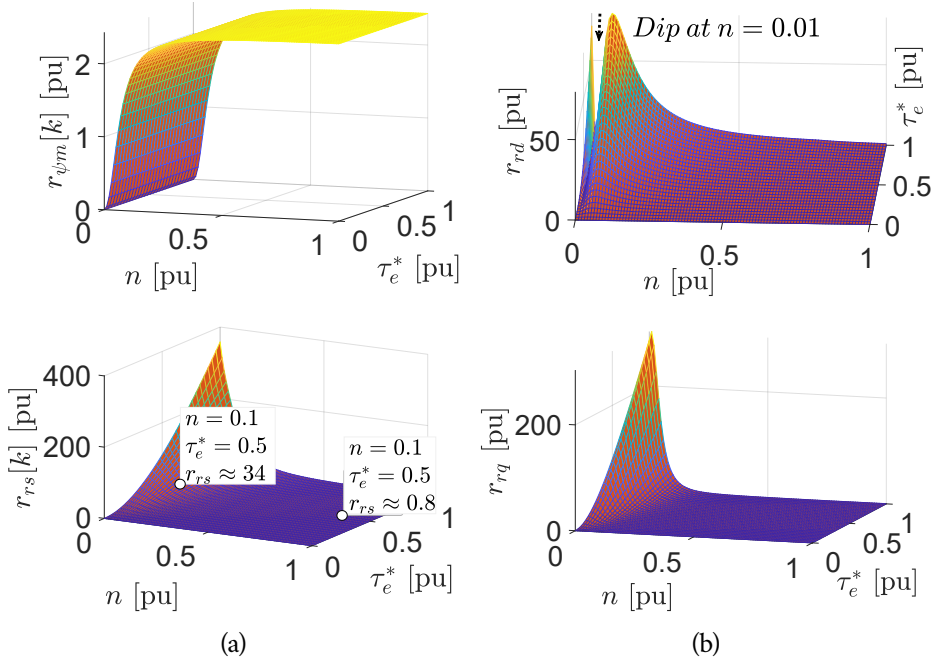 r_{ψm}[k] [pu]
2
1
0
0
0.5
1
n [pu]
0
0.5
1
τ_e^* [pu]
Dip at n = 0.01
r_{rd} [pu]
50
0
0
0.5
1
n [pu]
0
0.5
1
τ_e^* [pu]
r_{rs}[k] [pu]
400
200
0
n = 0.1
τ_e^* = 0.5
r_{rs} ≈ 34
n = 0.1
τ_e^* = 0.5
r_{rs} ≈ 0.8
0
0.5
1
n [pu]
0
0.5
1
τ_e^* [pu]
r_{rq} [pu]
200
0
0
0.5
1
n [pu]
0
0.5
1
τ_e^* [pu]
(a)
(b)